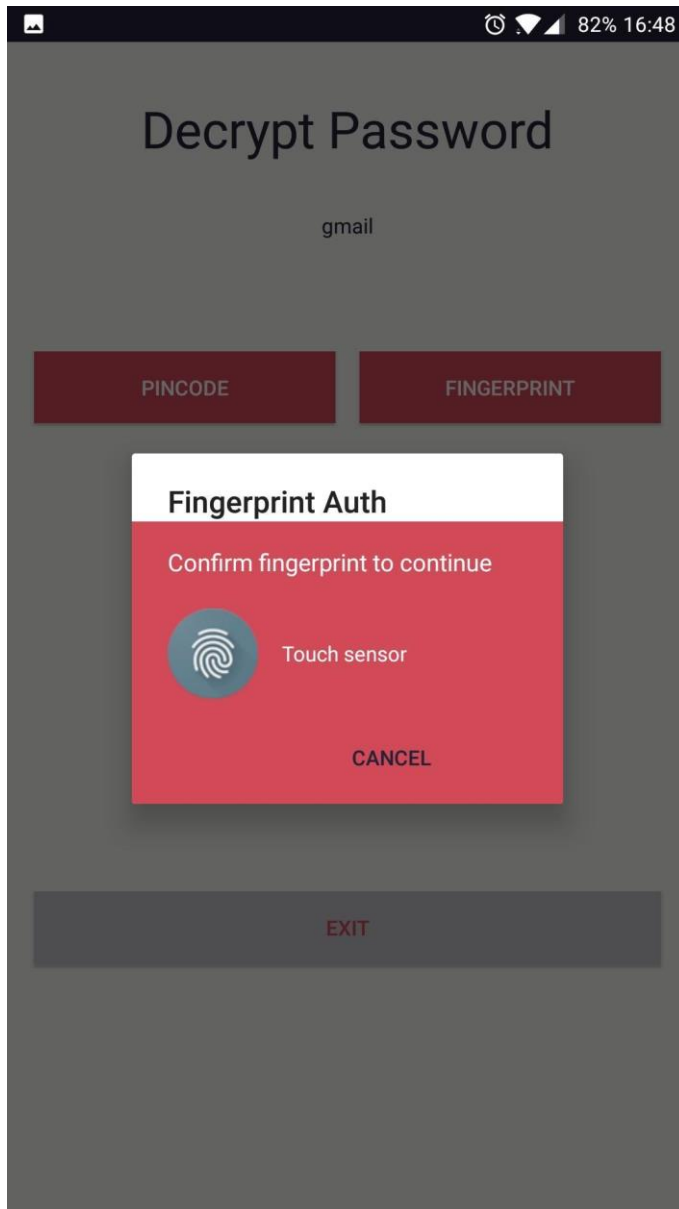 82% 16:48
Decrypt Password
gmail
PINCODE FINGERPRINT
Fingerprint Auth
Confirm fingerprint to continue
Touch sensor
CANCEL
EXIT